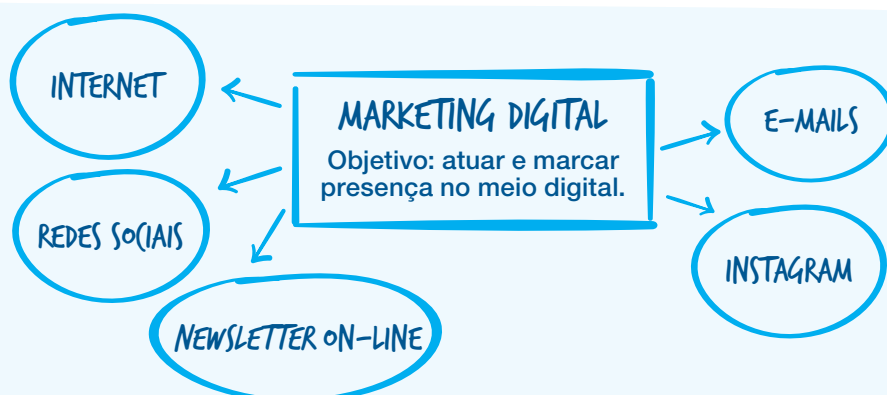 INTERNET
MARKETING DIGITAL
Objetivo: atuar e marcar
presença no meio digital.
E-MAILS
REDES SOCIAIS
INSTAGRAM
NEWSLETTER ON-LINE